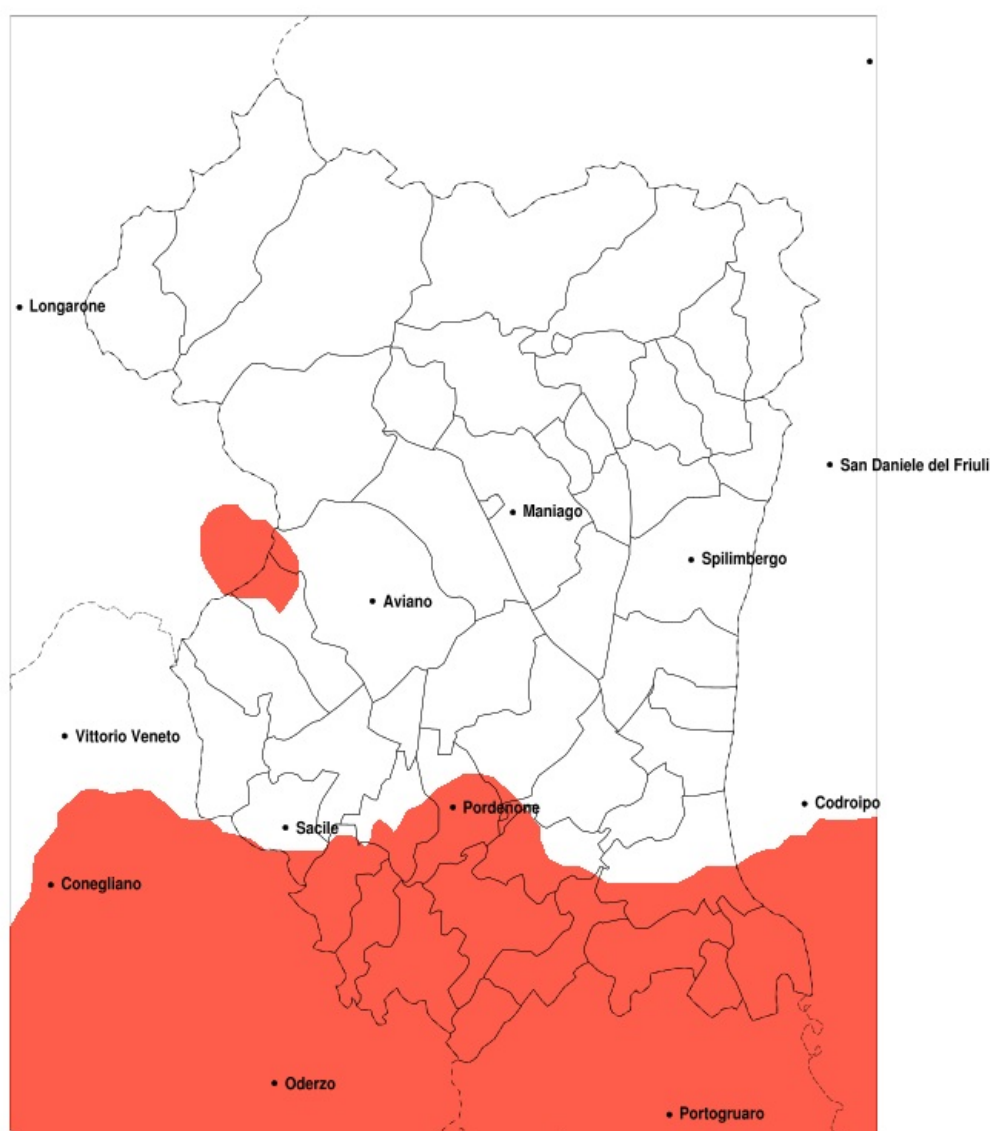 Longarone
San Daniele del Friuli
Maniago
Spilimbergo
Aviano
Vittorio Veneto
Codroipo
Pordenone
Sacile
Conegliano
Oderzo
Portogruaro